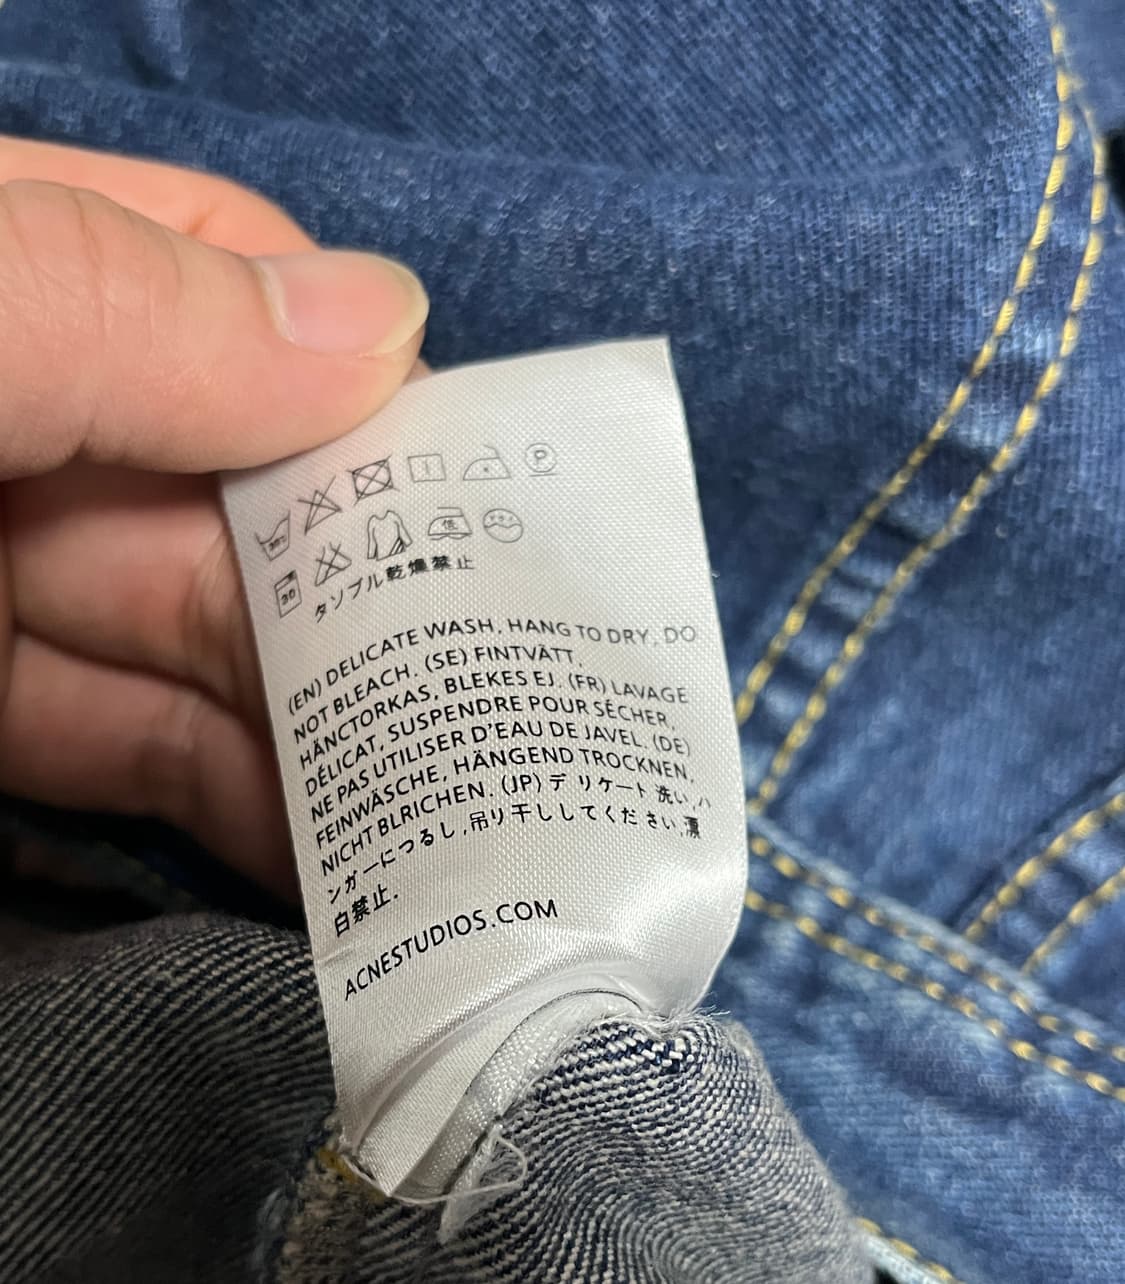 P
30
低
タンブル乾燥禁止
(EN) DELICATE WASH, HANG TO DRY, DO
NOT BLEACH. (SE) FINTVÄTT,
HÄNCTORKAS, BLEKES EJ. (FR) LAVAGE
DÉLICAT, SUSPENDRE POUR SÉCHER,
NE PAS UTILISER D'EAU DE JAVEL. (DE)
FEINWÄSCHE, HÄNGEND TROCKNEN,
NICHT BLRICHEN. (JP) デ リケート 洗い,ハ
ンガーにつるし,吊り干ししてください,漂
白禁止.
ACNESTUDIOS.COM